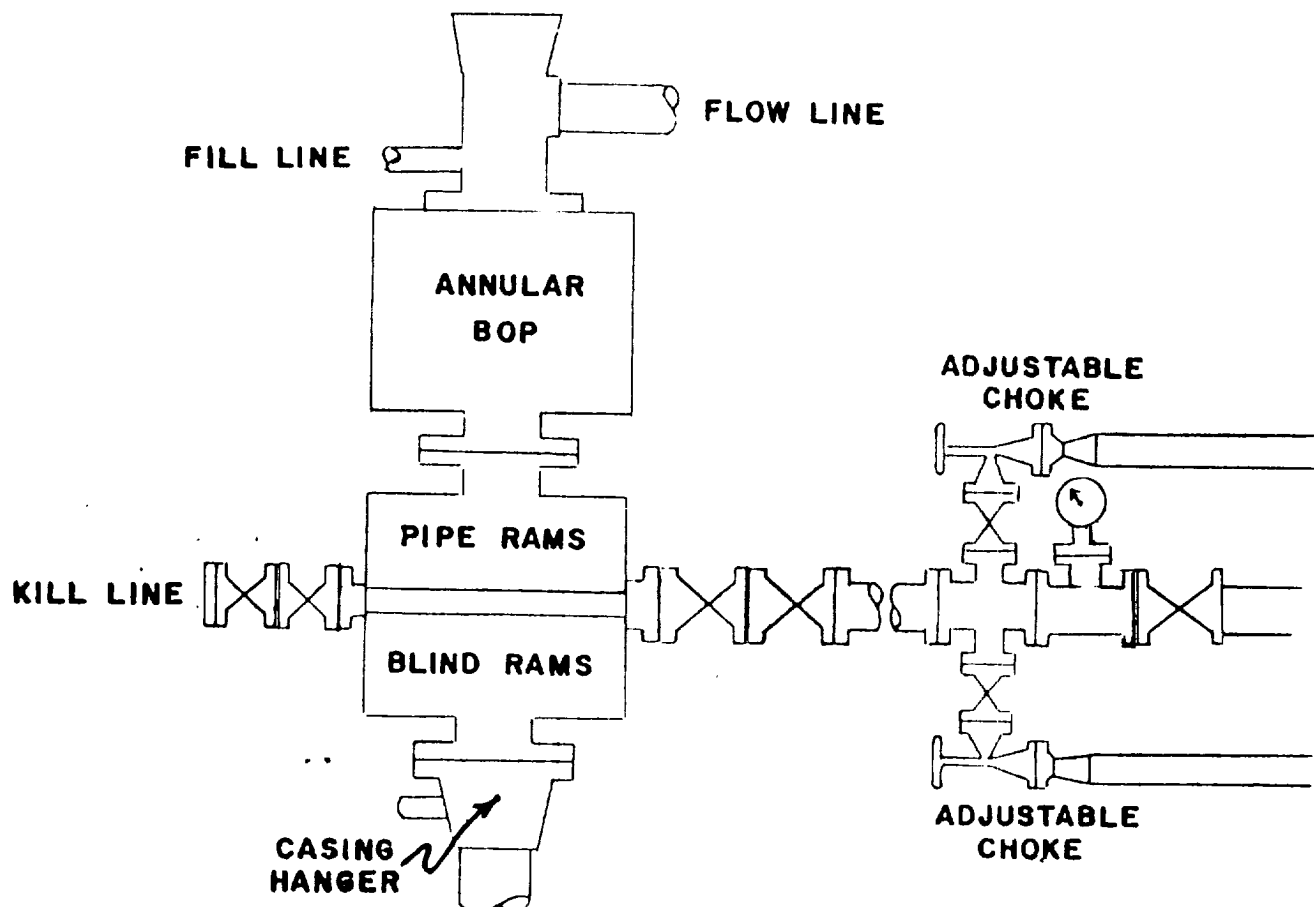 FLOW LINE
FILL LINE
ANNULAR
BOP
ADJUSTABLE
CHOKE
PIPE RAMS
KILL LINE
BLIND RAMS
ADJUSTABLE
CHOKE
CASING
HANGER